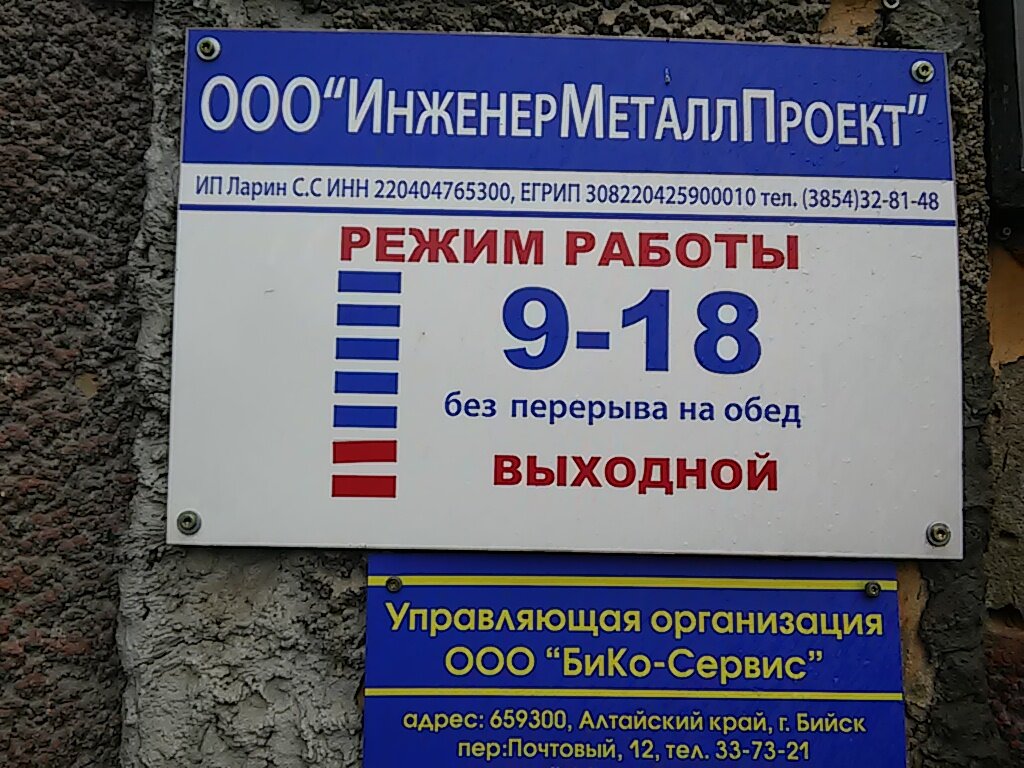 ООО“ИнженерМеталлПроект”
ИП Ларин С.С ИНН 220404765300, ЕГРИП 308220425900010 тел. (3854)32-81-48
РЕЖИМ РАБОТЫ
9-18
без перерыва на обед
ВЫХОДНОЙ
Управляющая организация
ООО “БиКо-Сервис”
адрес: 659300, Алтайский край, г. Бийск
пер:Почтовый, 12, тел. 33-73-21